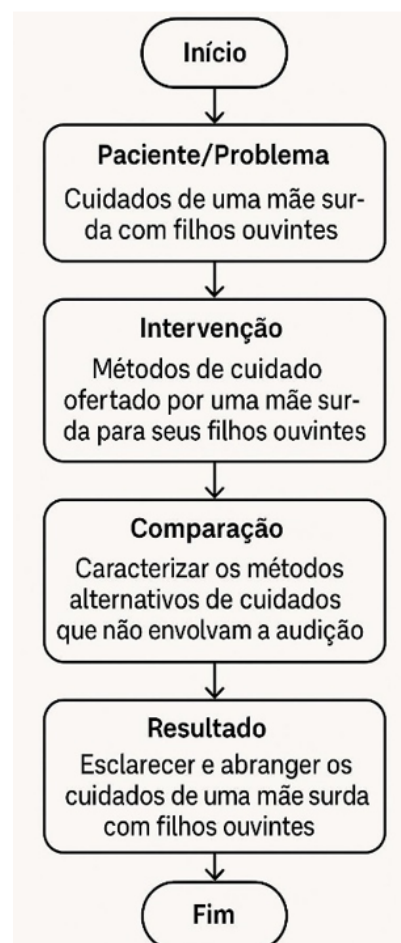 Início
Paciente/Problema
Cuidados de uma mãe sur-
da com filhos ouvintes
Intervenção
Métodos de cuidado
ofertado por uma mãe sur-
da para seus filhos ouvintes
Comparação
Caracterizar os métodos
alternativos de cuidados
que não envolvam a audição
Resultado
Esclarecer e abranger os
cuidados de uma mãe surda
com filhos ouvintes
Fim